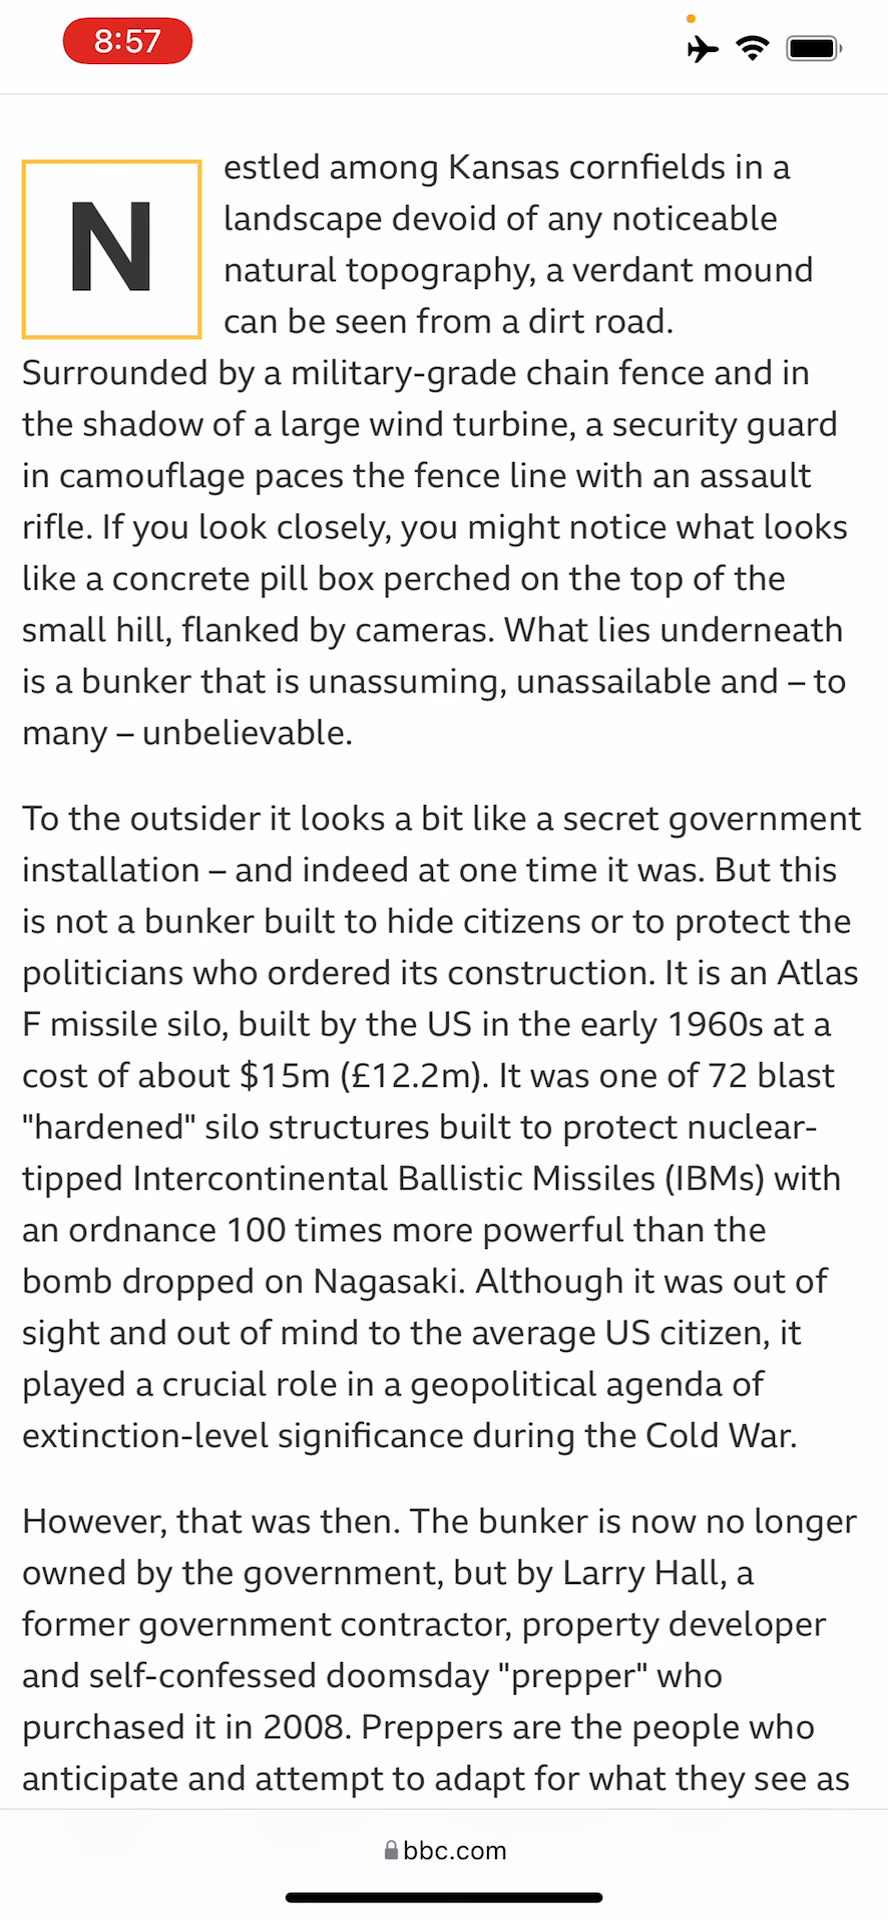 8:57
Nestled among Kansas cornfields in a
landscape devoid of any noticeable
natural topography, a verdant mound
can be seen from a dirt road.
Surrounded by a military-grade chain fence and in
the shadow of a large wind turbine, a security guard
in camouflage paces the fence line with an assault
rifle. If you look closely, you might notice what looks
like a concrete pill box perched on the top of the
small hill, flanked by cameras. What lies underneath
is a bunker that is unassuming, unassailable and – to
many – unbelievable.
To the outsider it looks a bit like a secret government
installation – and indeed at one time it was. But this
is not a bunker built to hide citizens or to protect the
politicians who ordered its construction. It is an Atlas
F missile silo, built by the US in the early 1960s at a
cost of about $15m (£12.2m). It was one of 72 blast
"hardened" silo structures built to protect nuclear-
tipped Intercontinental Ballistic Missiles (IBMs) with
an ordnance 100 times more powerful than the
bomb dropped on Nagasaki. Although it was out of
sight and out of mind to the average US citizen, it
played a crucial role in a geopolitical agenda of
extinction-level significance during the Cold War.
However, that was then. The bunker is now no longer
owned by the government, but by Larry Hall, a
former government contractor, property developer
and self-confessed doomsday "prepper" who
purchased it in 2008. Preppers are the people who
anticipate and attempt to adapt for what they see as
bbc.com